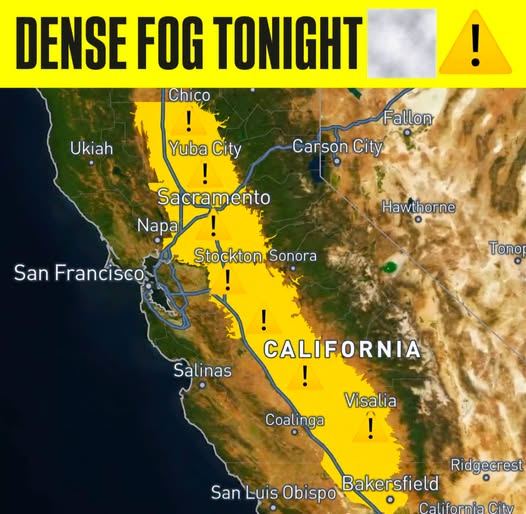 DENSE FOG TONIGHT
Chico
Fallon
Ukiah
Yuba City
Carson City
Sacramento
Hawthorne
Napa
Stockton
Sonora
San Francisco
CALIFORNIA
Salinas
Visalia
Coalinga
Ridgecrest
Bakersfield
San Luis Obispo
California City